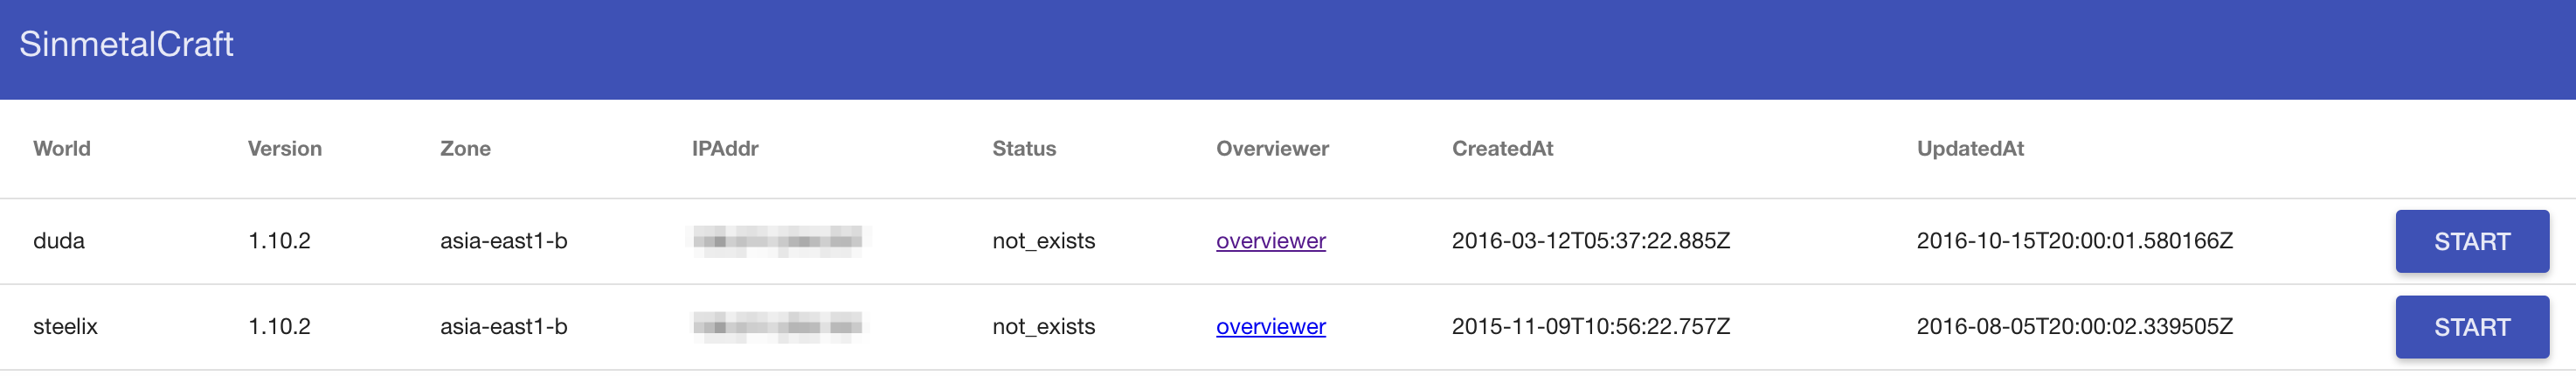 SinmetalCraft
World Version Zone IPAddr Status Overviewer CreatedAt UpdatedAt
duda 1.10.2 asia-east1-b not_exists overviewer 2016-03-12T05:37:22.885Z 2016-10-15T20:00:01.580166Z START
steelix 1.10.2 asia-east1-b not_exists overviewer 2015-11-09T10:56:22.757Z 2016-08-05T20:00:02.339505Z START